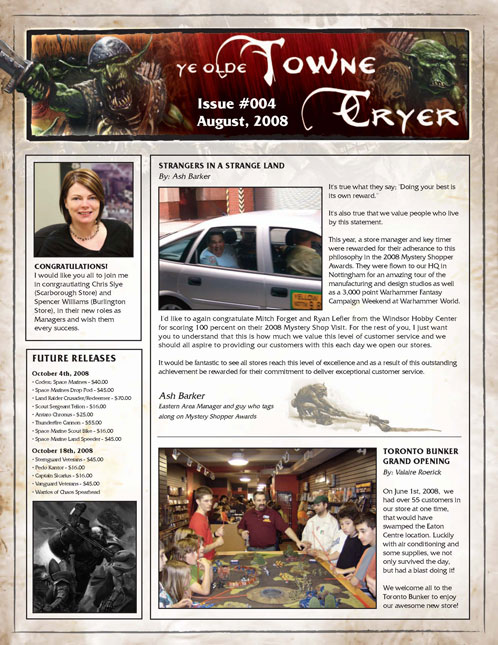 YE OLDE TOWNE
CRYER
Issue #004
August, 2008
CONGRATULATIONS!
I would like you all to join me
in congratulating Chris Slye
(Scarborough Store) and
Spencer Williams (Burlington
Store), in their new roles as
Managers and wish them
every success.
FUTURE RELEASES
October 4th, 2008
• Codex: Space Marines - $40.00
• Space Marines Drop Pod - $45.00
• Land Raider Crusader/Redeemer - $70.00
• Scout Sergeant Telion - $16.00
• Antaro Chronus - $25.00
• Thunderfire Cannon - $55.00
• Space Marine Scout Bike - $16.00
• Space Marine Land Speeder - $45.00
October 18th, 2008
• Sternguard Veterans - $45.00
• Pedro Kantor - $16.00
• Captain Sicarius - $16.00
• Vanguard Veterans - $45.00
• Warriors of Chaos Spearhead
STRANGERS IN A STRANGE LAND
By: Ash Barker
It's true what they say; 'Doing your best is
its own reward.'
It's also true that we value people who live
by this statement.
This year, a store manager and key timer
were rewarded for their adherence to this
philosophy in the 2008 Mystery Shopper
Awards. They were flown to our HQ in
Nottingham for an amazing tour of the
manufacturing and design studios as well
as a 3,000 point Warhammer Fantasy
Campaign Weekend at Warhammer World.
I'd like to again congratulate Mitch Forget and Ryan Lefler from the Windsor Hobby Center
for scoring 100 percent on their 2008 Mystery Shop Visit. For the rest of you, I just want
you to understand that this is how much we value this level of customer service and we
should all aspire to providing our customers with this each day we open our stores.
It would be fantastic to see all stores reach this level of excellence and as a result of this outstanding
achievement be rewarded for their commitment to deliver exceptional customer service.
Ash Barker
Eastern Area Manager and guy who tags
along on Mystery Shopper Awards
TORONTO BUNKER
GRAND OPENING
By: Valaire Roerick
On June 1st, 2008, we
had over 55 customers in
our store at one time,
that would have
swamped the Eaton
Centre location. Luckily
with air conditioning and
some supplies, we not
only survived the day,
but had a blast doing it!
We welcome all to the
Toronto Bunker to enjoy
our awesome new store!